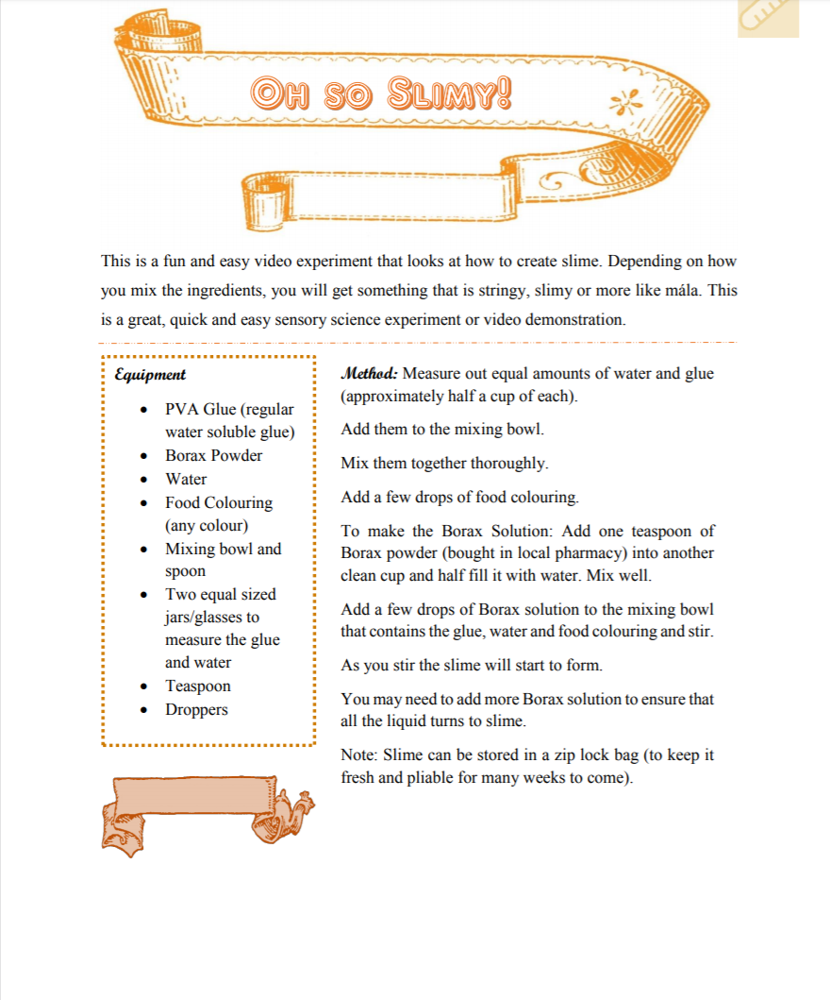 Oh so Slimy!
This is a fun and easy video experiment that looks at how to create slime. Depending on how
you mix the ingredients, you will get something that is stringy, slimy or more like mála. This
is a great, quick and easy sensory science experiment or video demonstration.
Equipment
• PVA Glue (regular
water soluble glue)
• Borax Powder
• Water
• Food Colouring
(any colour)
• Mixing bowl and
spoon
• Two equal sized
jars/glasses to
measure the glue
and water
• Teaspoon
• Droppers
Method: Measure out equal amounts of water and glue
(approximately half a cup of each).
Add them to the mixing bowl.
Mix them together thoroughly.
Add a few drops of food colouring.
To make the Borax Solution: Add one teaspoon of
Borax powder (bought in local pharmacy) into another
clean cup and half fill it with water. Mix well.
Add a few drops of Borax solution to the mixing bowl
that contains the glue, water and food colouring and stir.
As you stir the slime will start to form.
You may need to add more Borax solution to ensure that
all the liquid turns to slime.
Note: Slime can be stored in a zip lock bag (to keep it
fresh and pliable for many weeks to come).